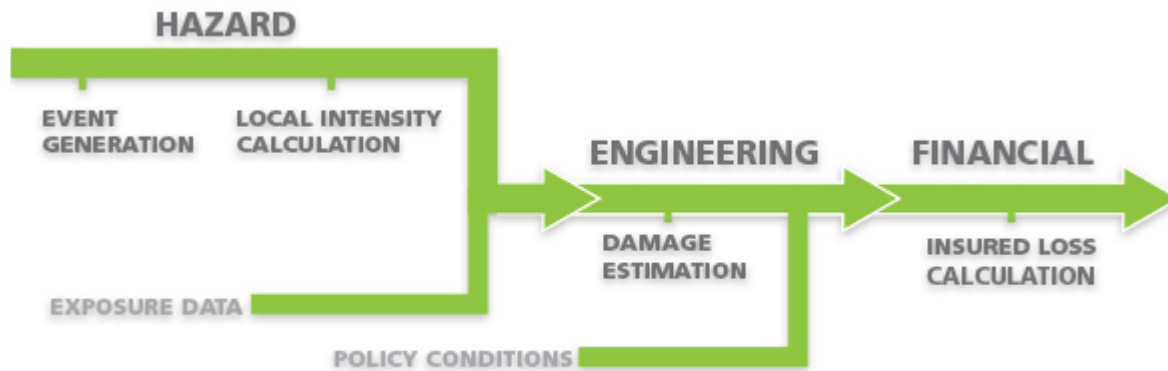 HAZARD
EVENT
GENERATION
LOCAL INTENSITY
CALCULATION
ENGINEERING
FINANCIAL
DAMAGE
ESTIMATION
INSURED LOSS
CALCULATION
EXPOSURE DATA
POLICY CONDITIONS